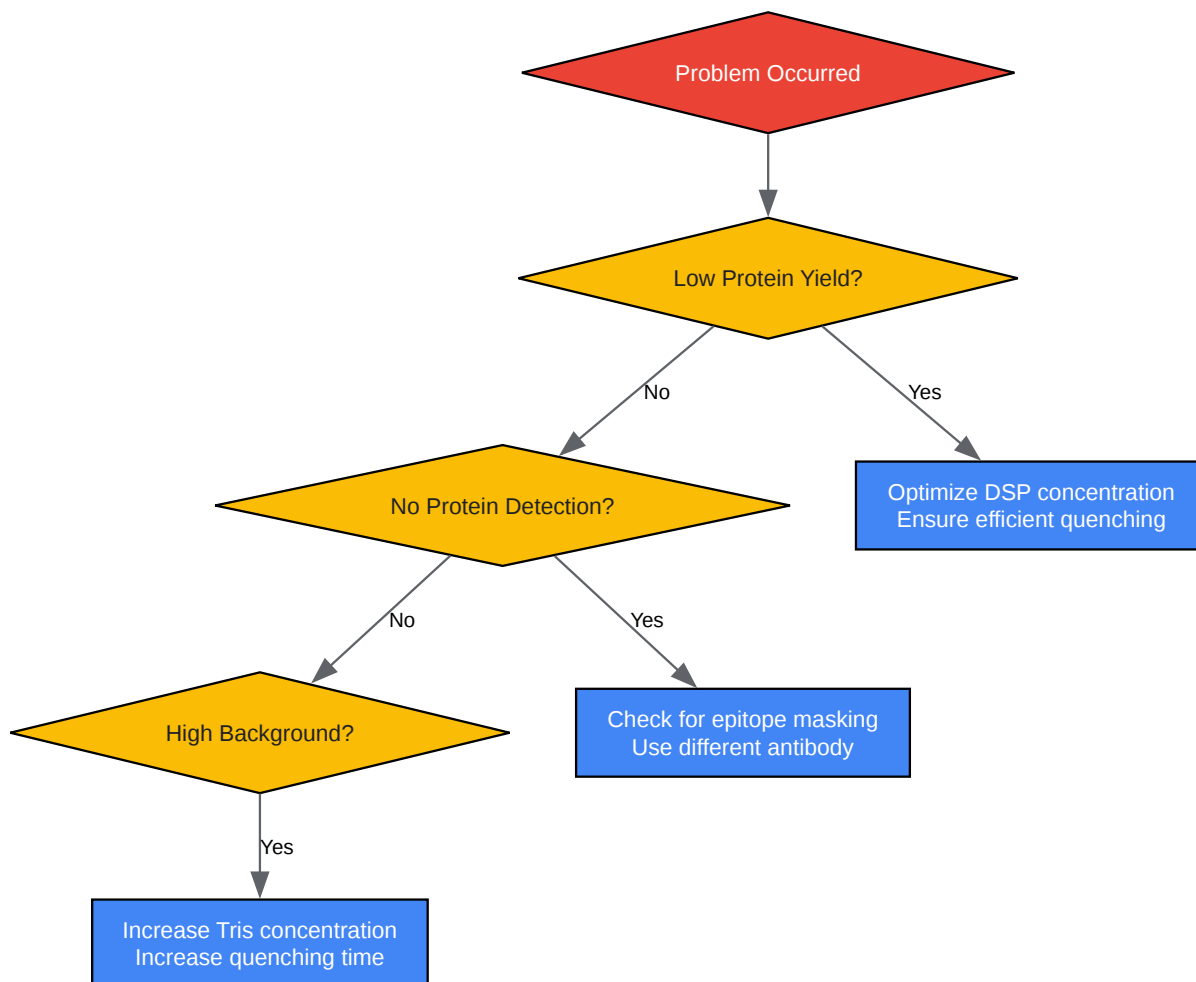 Problem Occurred
Low Protein Yield?
No
Yes
No Protein Detection?
Optimize DSP concentration
Ensure efficient quenching
No
Yes
High Background?
Check for epitope masking
Use different antibody
Yes
Increase Tris concentration
Increase quenching time